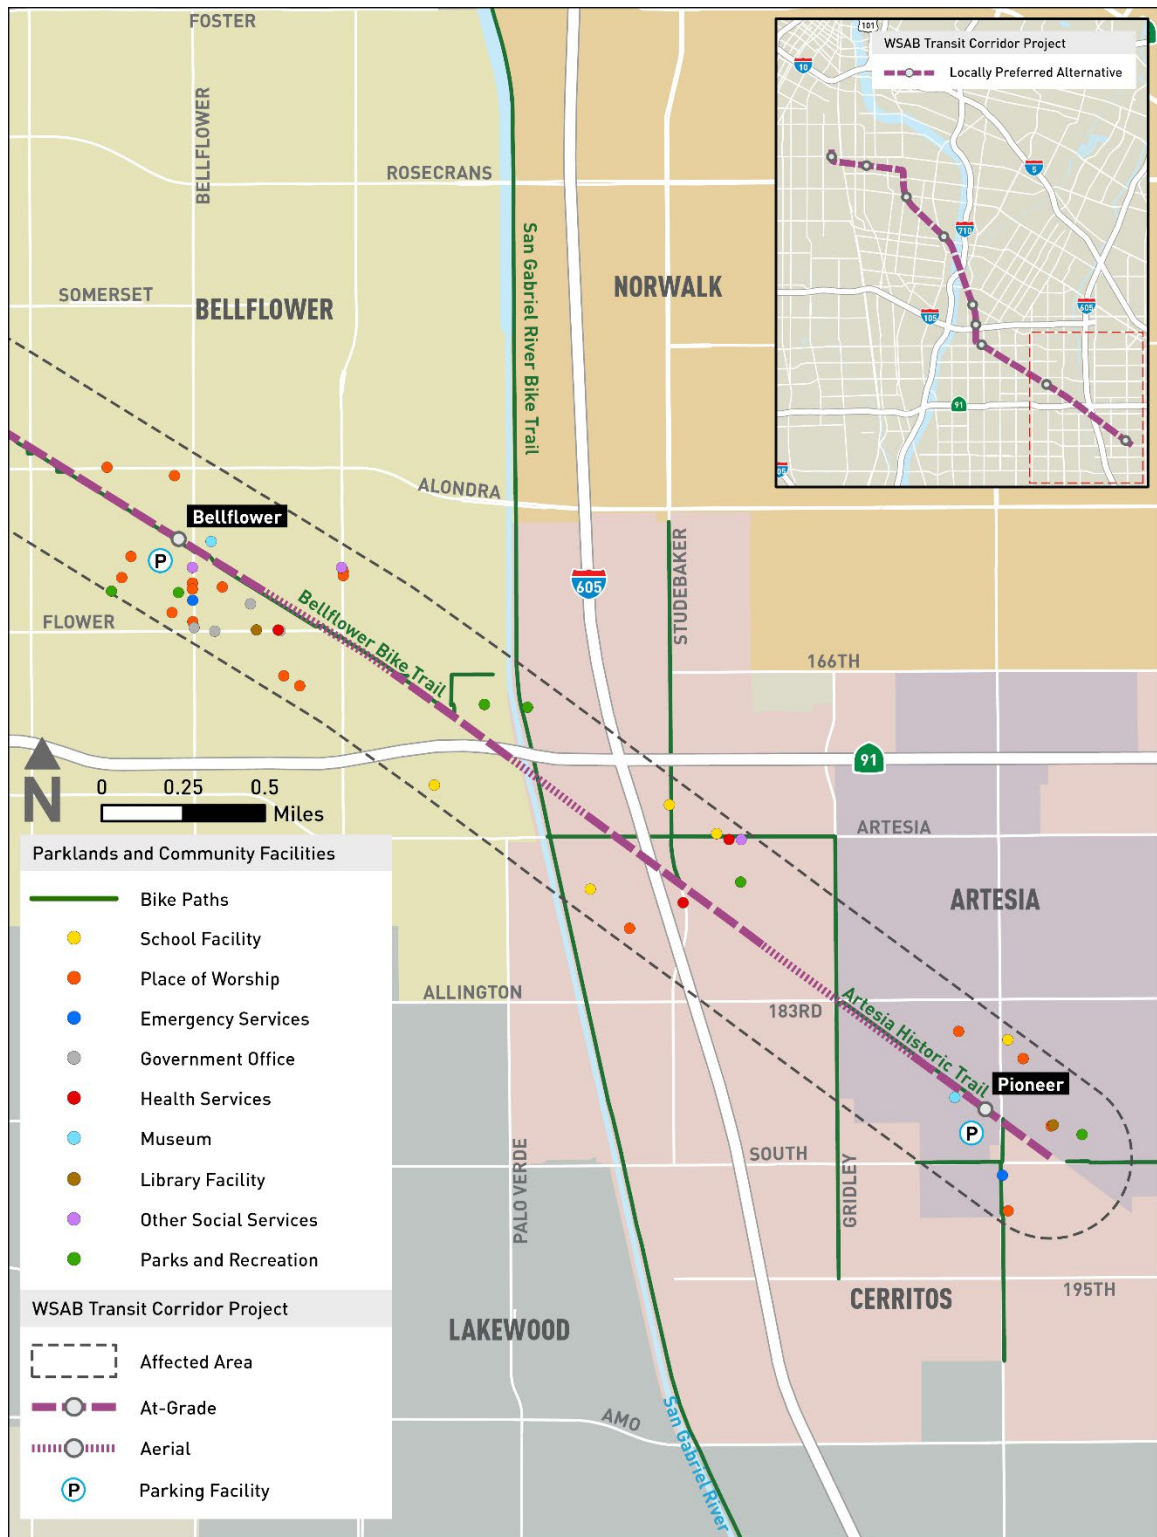 FOSTER
BELLFLOWER
ROSECRANS
SOMERSET
BELLFLOWER
NORWALK
San Gabriel River Bike Trail
ALONDRA
Bellflower
P
FLOWER
Bellflower Bike Trail
605
STUDEBAKER
166TH
91
N
0 0.25 0.5
Miles
ARTESIA
ARTESIA
ALLINGTON
183RD
Artesia Historic Trail
Pioneer
P
SOUTH
PALO VERDE
GRIDLEY
CERRITOS
195TH
LAKEWOOD
AMO
San Gabriel River
WSAB Transit Corridor Project
Locally Preferred Alternative
101
10
5
710
105
605
91
Parklands and Community Facilities
Bike Paths
School Facility
Place of Worship
Emergency Services
Government Office
Health Services
Museum
Library Facility
Other Social Services
Parks and Recreation
WSAB Transit Corridor Project
Affected Area
At-Grade
Aerial
P
Parking Facility